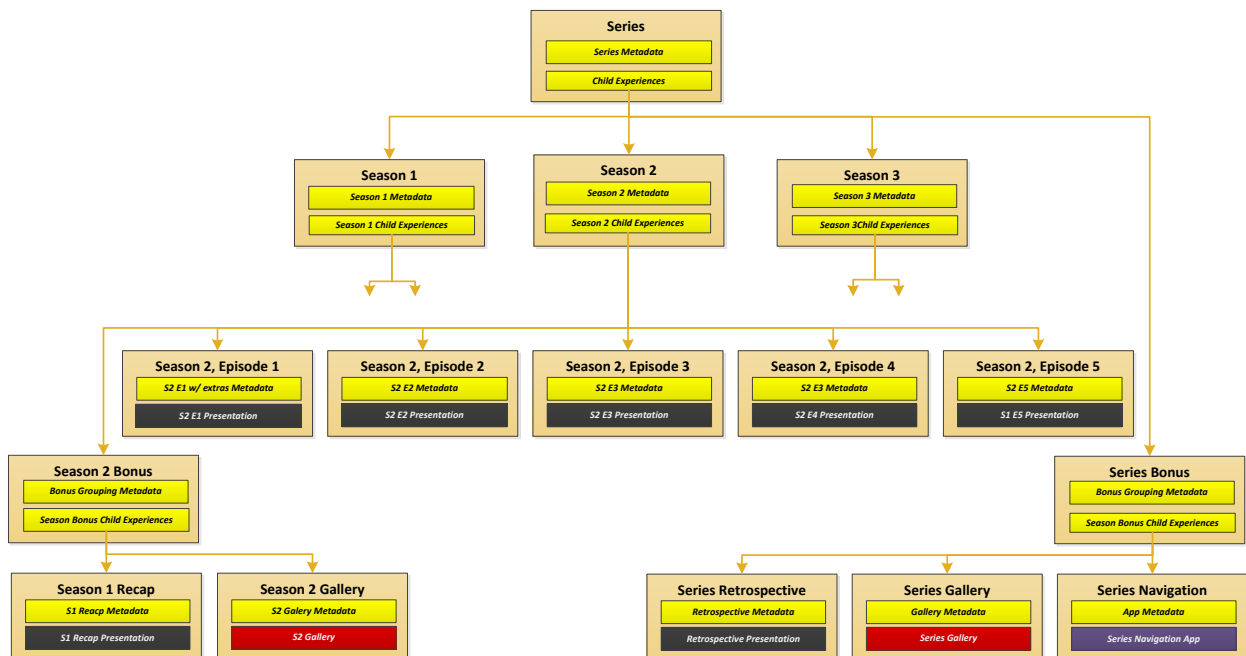 Series
Series Metadata
Child Experiences
Season 1
Season 1 Metadata
Season 1 Child Experiences
Season 2
Season 2 Metadata
Season 2 Child Experiences
Season 3
Season 3 Metadata
Season 3Child Experiences
Season 2, Episode 1
S2 E1 w/ extras Metadata
S2 E1 Presentation
Season 2, Episode 2
S2 E2 Metadata
S2 E2 Presentation
Season 2, Episode 3
S2 E3 Metadata
S2 E3 Presentation
Season 2, Episode 4
S2 E3 Metadata
S2 E4 Presentation
Season 2, Episode 5
S2 E5 Metadata
S1 E5 Presentation
Season 2 Bonus
Bonus Grouping Metadata
Season Bonus Child Experiences
Series Bonus
Bonus Grouping Metadata
Season Bonus Child Experiences
Season 1 Recap
S1 Reacp Metadata
S1 Recap Presentation
Season 2 Gallery
S2 Galery Metadata
S2 Gallery
Series Retrospective
Retrospective Metadata
Retrospective Presentation
Series Gallery
Gallery Metadata
Series Gallery
Series Navigation
App Metadata
Series Navigation App